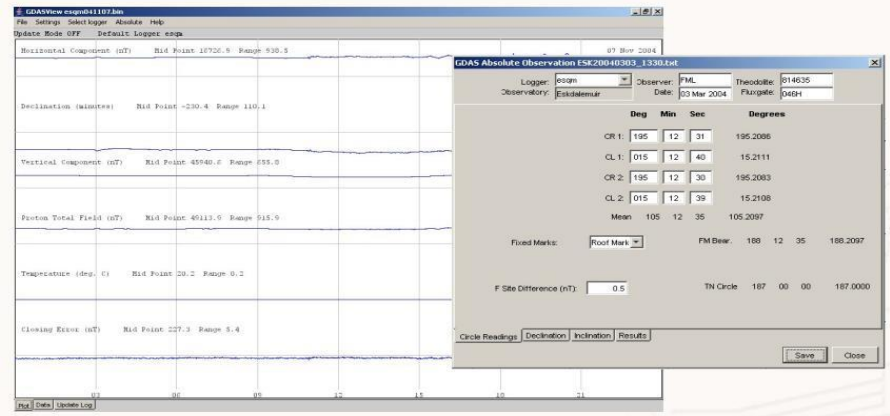 GDASView esqm041107.bin
File Settings Select logger Absolute Help
Update Mode OFF Default Logger esqm
Horizontal Component (nT) Mid Point 16726.9 Range 938.5
07 Nov 2004
Declination (minutes) Mid Point -230.4 Range 110.1
Vertical Component (nT) Mid Point 45940.6 Range 655.8
Proton Total Field (nT) Mid Point 49113.9 Range 915.9
Temperature (deg. C) Mid Point 20.2 Range 0.2
Closing Error (nT) Mid Point 227.3 Range 5.4
03 06 09 12 15 18 21
Plot Data Update Log
GDAS Absolute Observation ESK20040303_1330.txt
Logger: esqm Observer: FML Theodolite: 814635
Observatory: Eskdalemuir Date: 03 Mar 2004 Fluxgate: 046H
Deg Min Sec Degrees
CR 1: 195 12 31 195.2086
CL 1: 015 12 40 15.2111
CR 2: 195 12 30 195.2083
CL 2: 015 12 39 15.2108
Mean 105 12 35 105.2097
Fixed Marks: Roof Mark FM Bear. 188 12 35 188.2097
F Site Difference (nT): 0.5 TN Circle 187 00 00 187.0000
Circle Readings Declination Inclination Results
Save Close